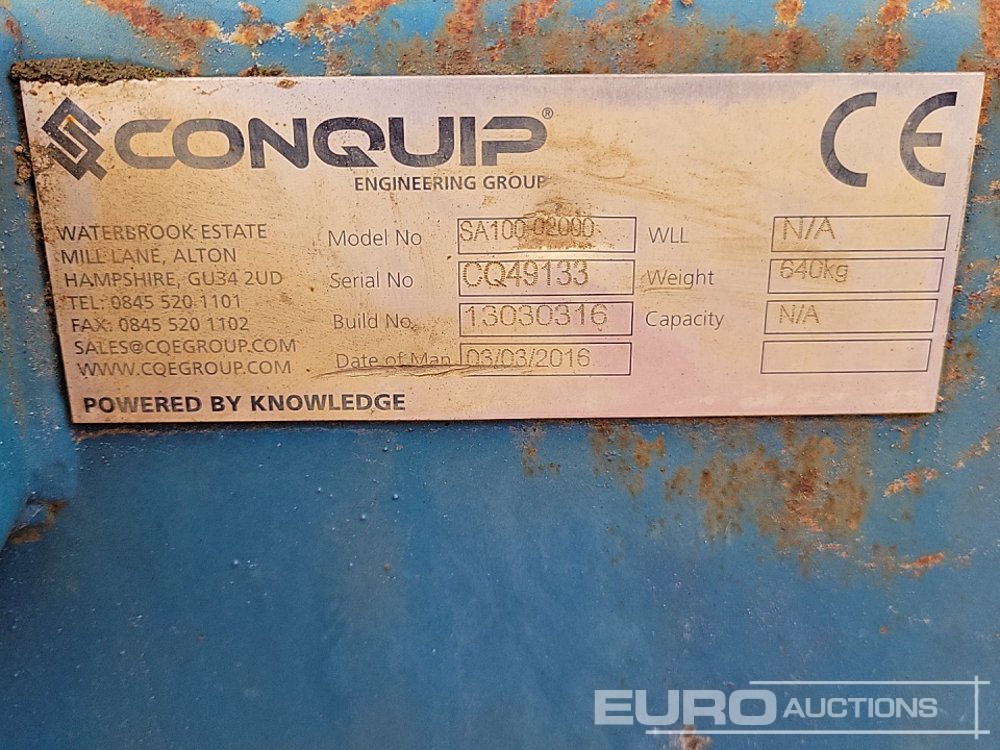 CONQUIP®
ENGINEERING GROUP
WATERBROOK ESTATE
MILL LANE, ALTON
HAMPSHIRE, GU34 2UD
TEL: 0845 520 1101
FAX: 0845 520 1102
SALES@CQEGROUP.COM
WWW.CQEGROUP.COM
POWERED BY KNOWLEDGE
Model No SA100-02000
Serial No CQ49133
Build No. 13030316
Date of Man 03/03/2016
WLL N/A
Weight 640kg
Capacity N/A
CE
EURO AUCTIONS